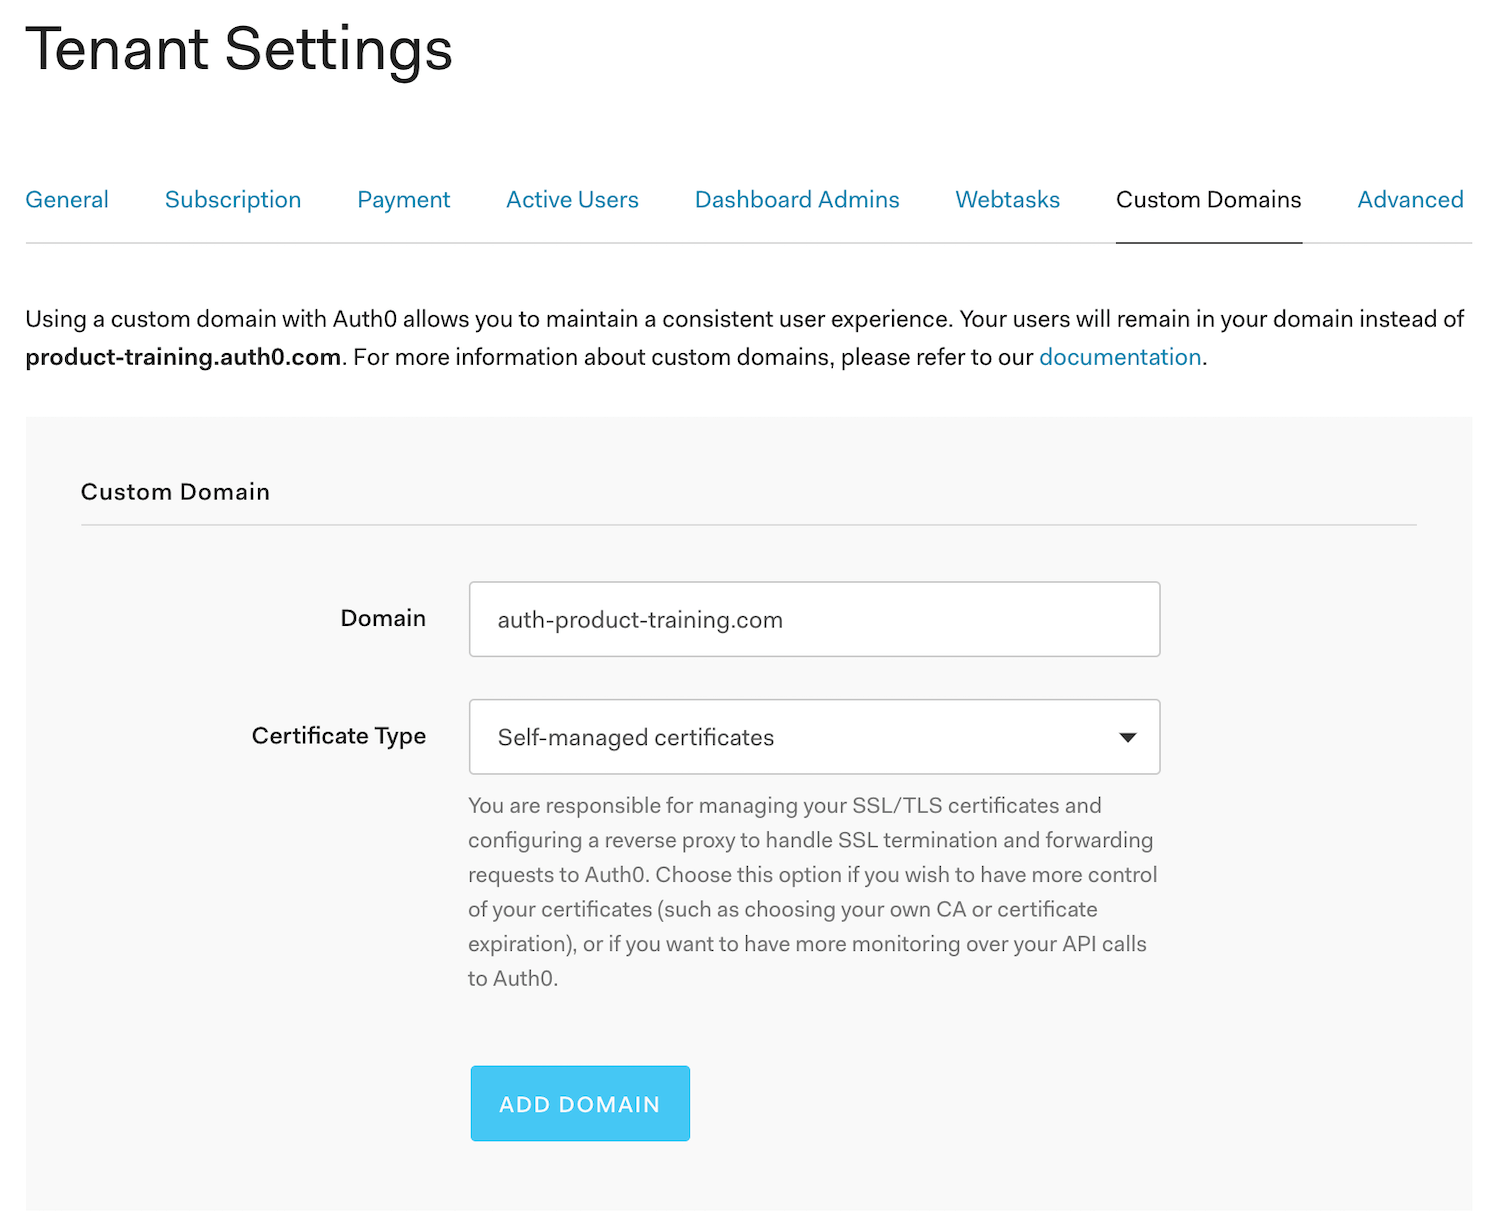 Tenant Settings
General Subscription Payment Active Users Dashboard Admins Webtasks Custom Domains Advanced
Using a custom domain with Auth0 allows you to maintain a consistent user experience. Your users will remain in your domain instead of
product-training.auth0.com. For more information about custom domains, please refer to our documentation.
Custom Domain
Domain auth-product-training.com
Certificate Type Self-managed certificates
You are responsible for managing your SSL/TLS certificates and
configuring a reverse proxy to handle SSL termination and forwarding
requests to Auth0. Choose this option if you wish to have more control
of your certificates (such as choosing your own CA or certificate
expiration), or if you want to have more monitoring over your API calls
to Auth0.
ADD DOMAIN